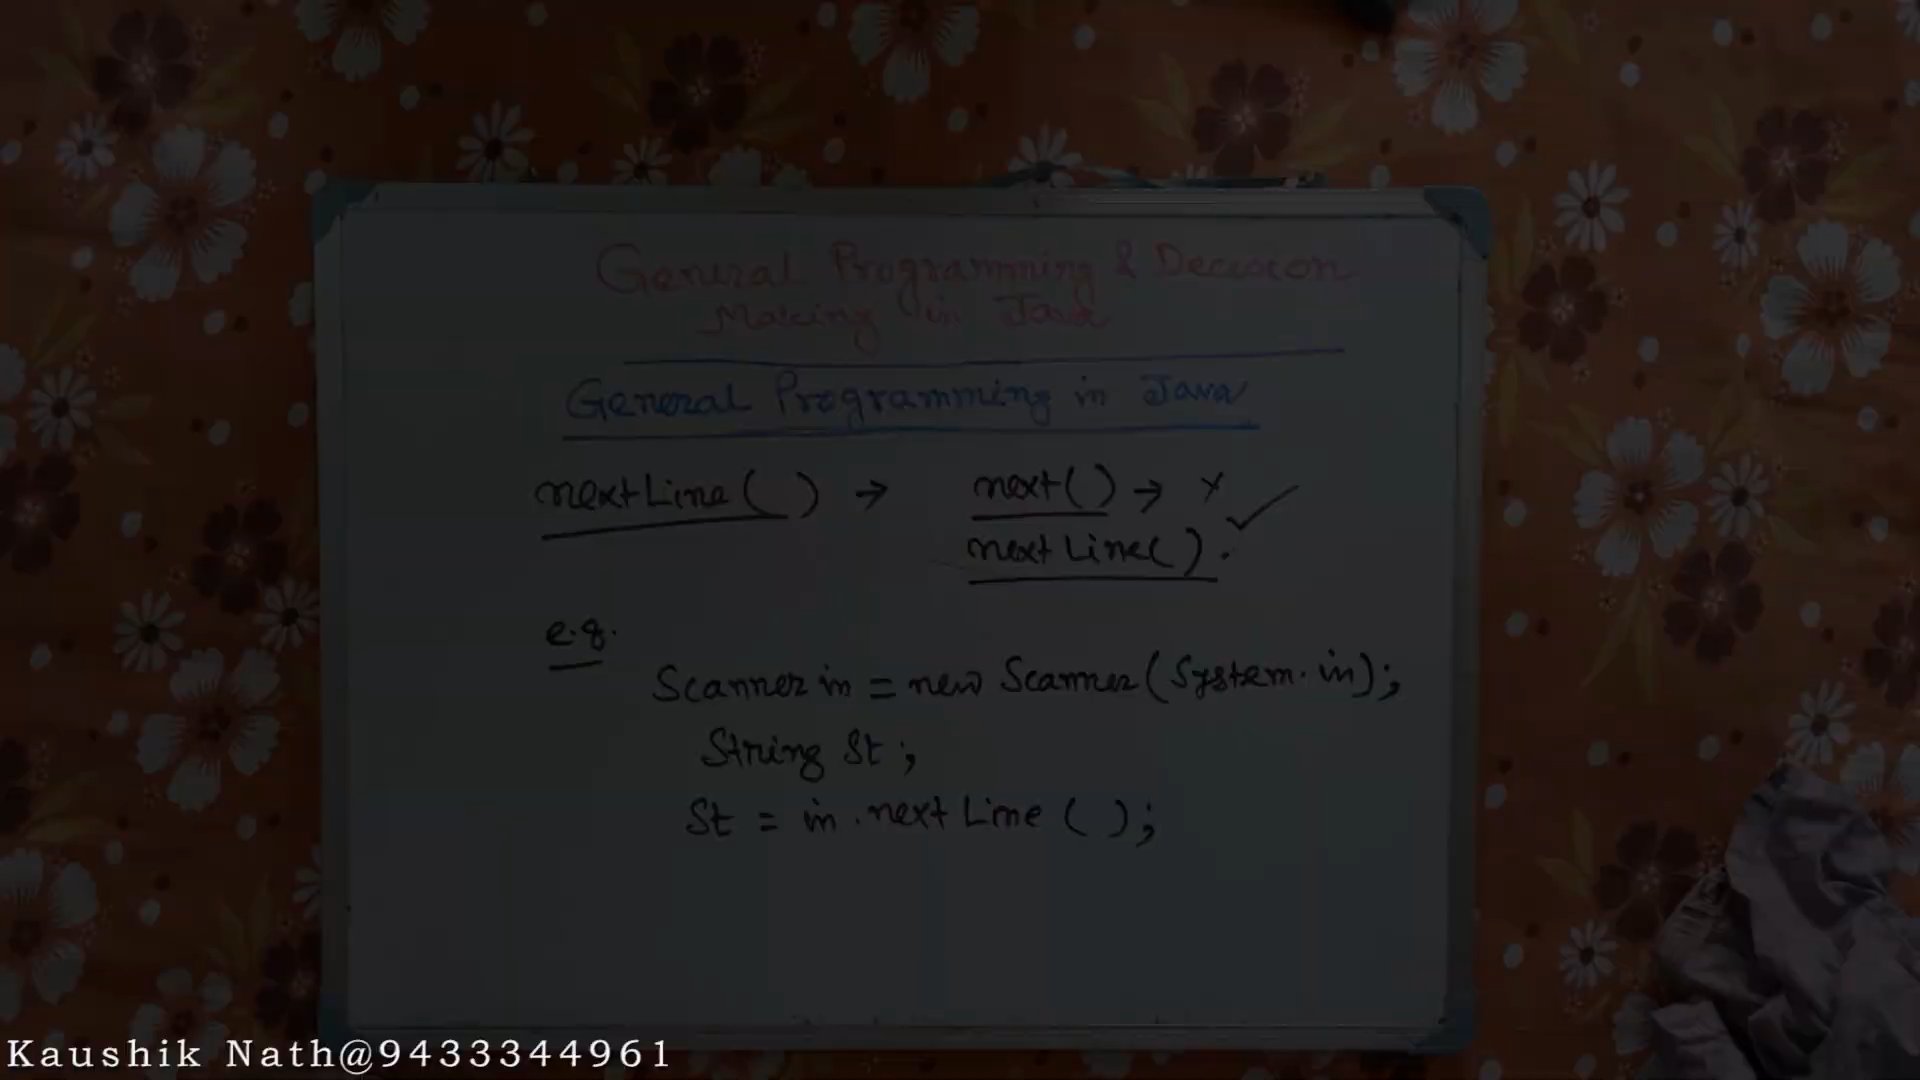 General Programming & Decision
Making in Java
General Programming in Java
nextLine( ) → next() → x
nextLine(). ✓
e.g.
Scanner in = new Scanner(System.in);
String St;
St = in.nextLine( );
Kaushik Nath@9433344961